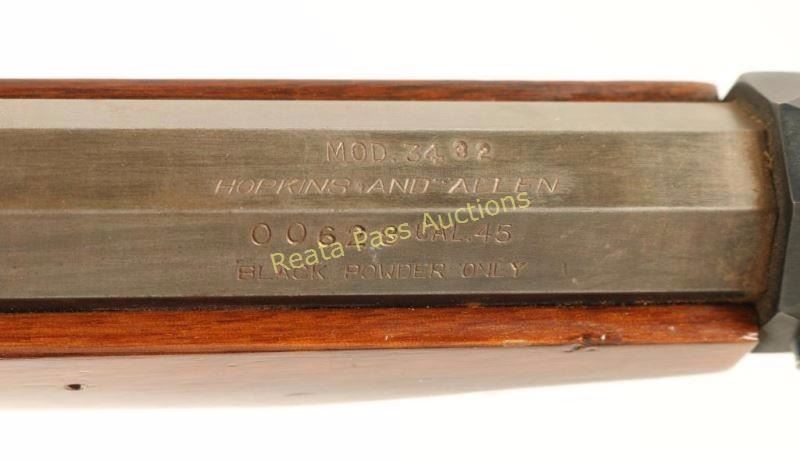 MOD. 3432
HOPKINS AND ALLEN
CAL. 45
BLACK POWDER ONLY
Reata Pass Auctions